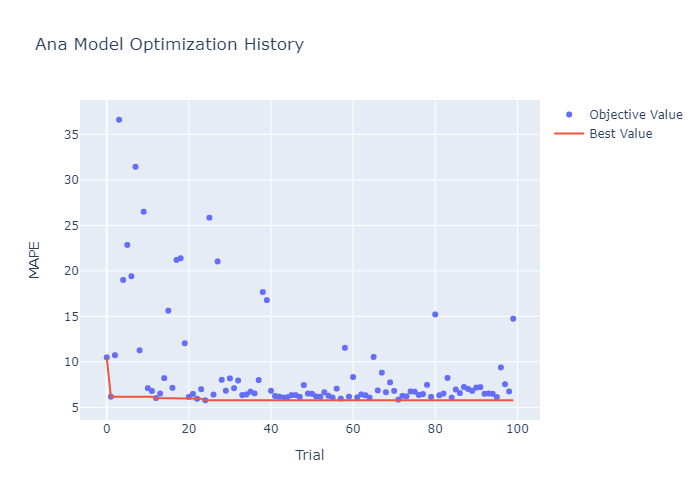 Ana Model Optimization History
Objective Value
Best Value
MAPE
35
30
25
20
15
10
5
0
20
40
60
80
100
Trial